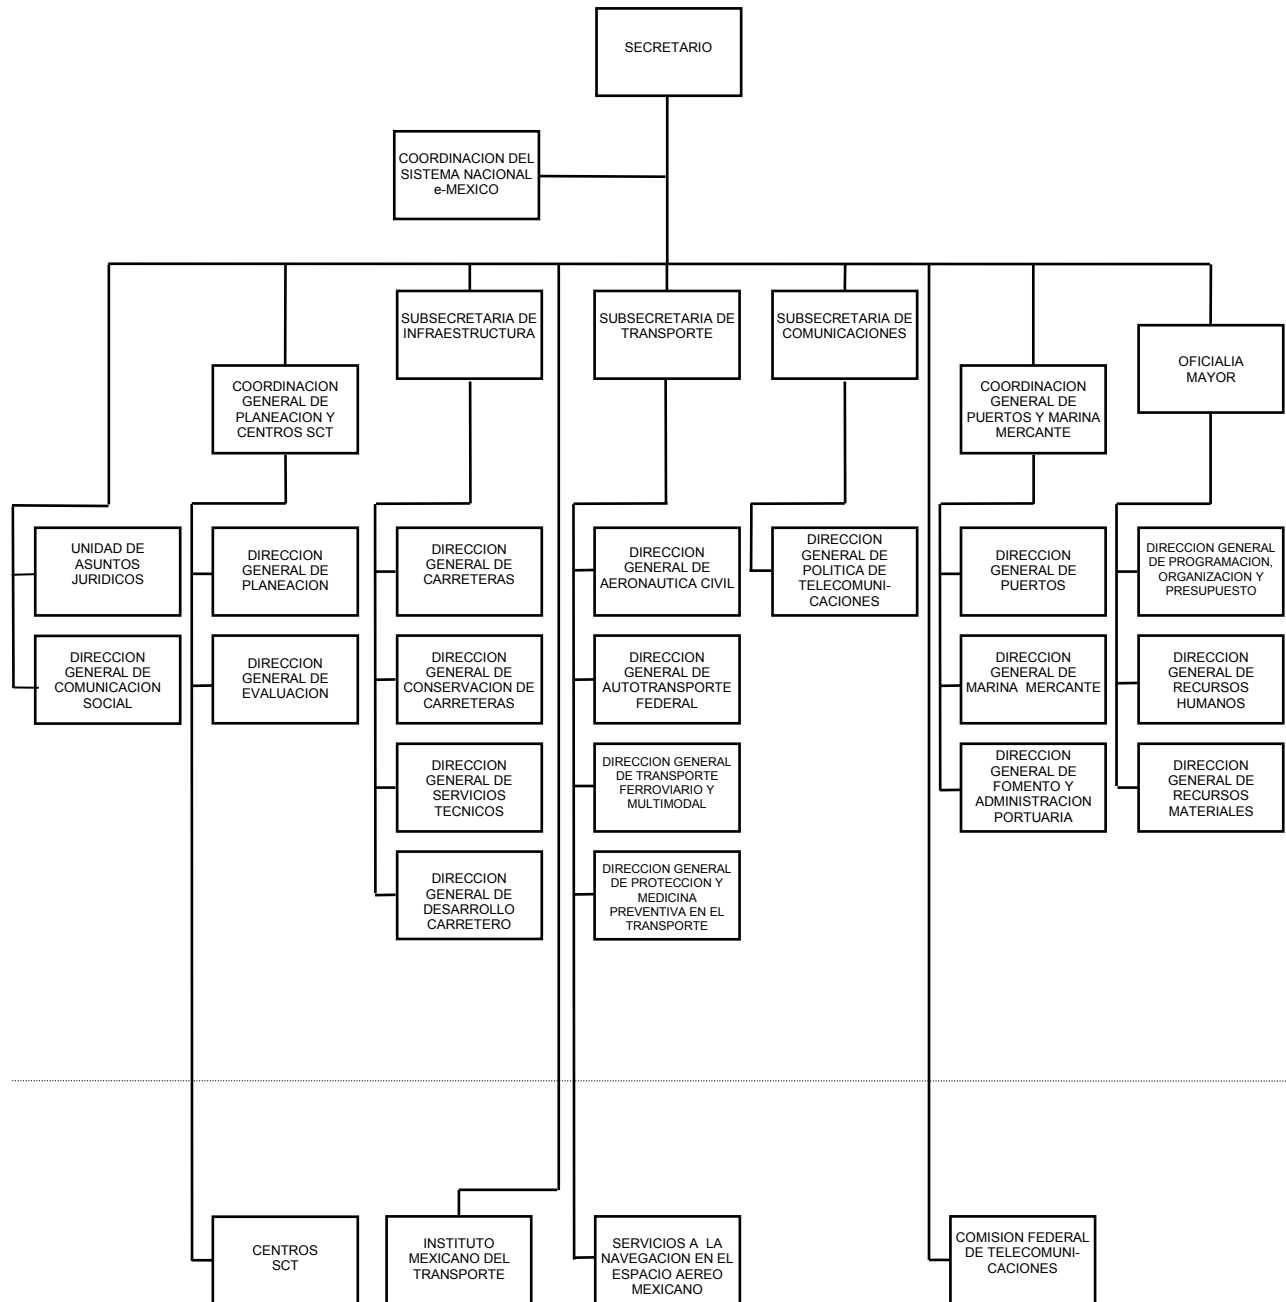 SECRETARIO
COORDINACION DEL
SISTEMA NACIONAL
e-MEXICO
SUBSECRETARIA DE
INFRAESTRUCTURA
SUBSECRETARIA DE
TRANSPORTE
SUBSECRETARIA DE
COMUNICACIONES
OFICIALIA
MAYOR
COORDINACION
GENERAL DE
PLANEACION Y
CENTROS SCT
COORDINACION
GENERAL DE
PUERTOS Y MARINA
MERCANTE
UNIDAD DE
ASUNTOS
JURIDICOS
DIRECCION
GENERAL DE
PLANEACION
DIRECCION
GENERAL DE
CARRETERAS
DIRECCION
GENERAL DE
AERONAUTICA CIVIL
DIRECCION
GENERAL DE
POLITICA DE
TELECOMUNI-
CACIONES
DIRECCION
GENERAL DE
PUERTOS
DIRECCION GENERAL
DE PROGRAMACION,
ORGANIZACION Y
PRESUPUESTO
DIRECCION
GENERAL DE
COMUNICACION
SOCIAL
DIRECCION
GENERAL DE
EVALUACION
DIRECCION
GENERAL DE
CONSERVACION DE
CARRETERAS
DIRECCION
GENERAL DE
AUTOTRANSPORTE
FEDERAL
DIRECCION
GENERAL DE
MARINA MERCANTE
DIRECCION
GENERAL DE
RECURSOS
HUMANOS
DIRECCION
GENERAL DE
SERVICIOS
TECNICOS
DIRECCION GENERAL
DE TRANSPORTE
FERROVIARIO Y
MULTIMODAL
DIRECCION
GENERAL DE
FOMENTO Y
ADMINISTRACION
PORTUARIA
DIRECCION
GENERAL DE
RECURSOS
MATERIALES
DIRECCION
GENERAL DE
DESARROLLO
CARRETERO
DIRECCION GENERAL
DE PROTECCION Y
MEDICINA
PREVENTIVA EN EL
TRANSPORTE
CENTROS
SCT
INSTITUTO
MEXICANO DEL
TRANSPORTE
SERVICIOS A LA
NAVEGACION EN EL
ESPACIO AEREO
MEXICANO
COMISION FEDERAL
DE TELECOMUNI-
CACIONES